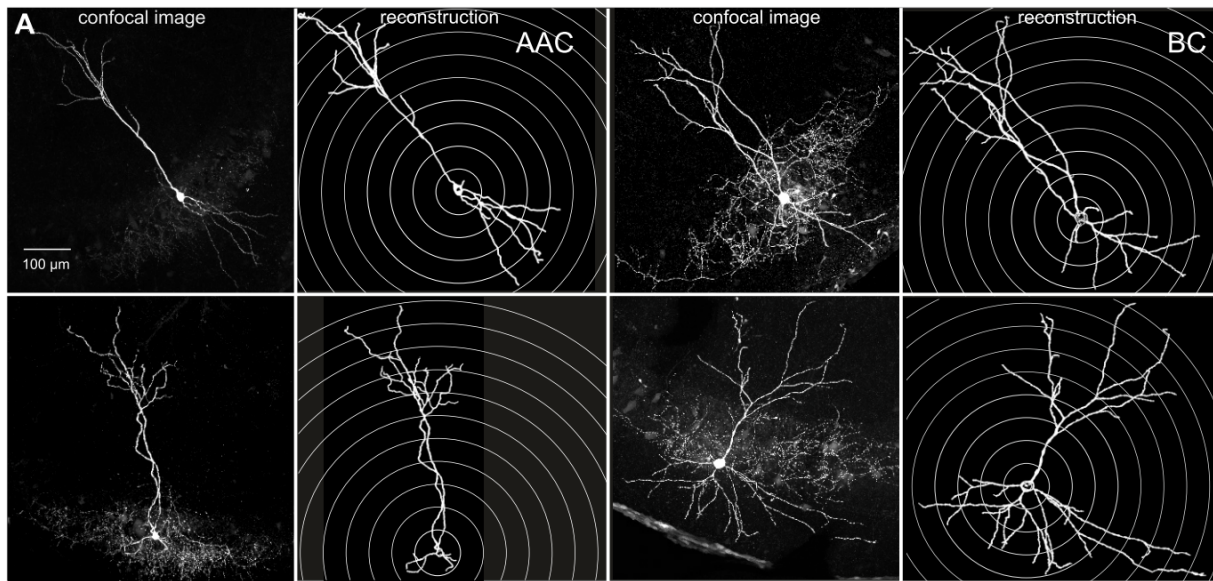 A
confocal image
reconstruction
AAC
confocal image
reconstruction
BC
100 µm